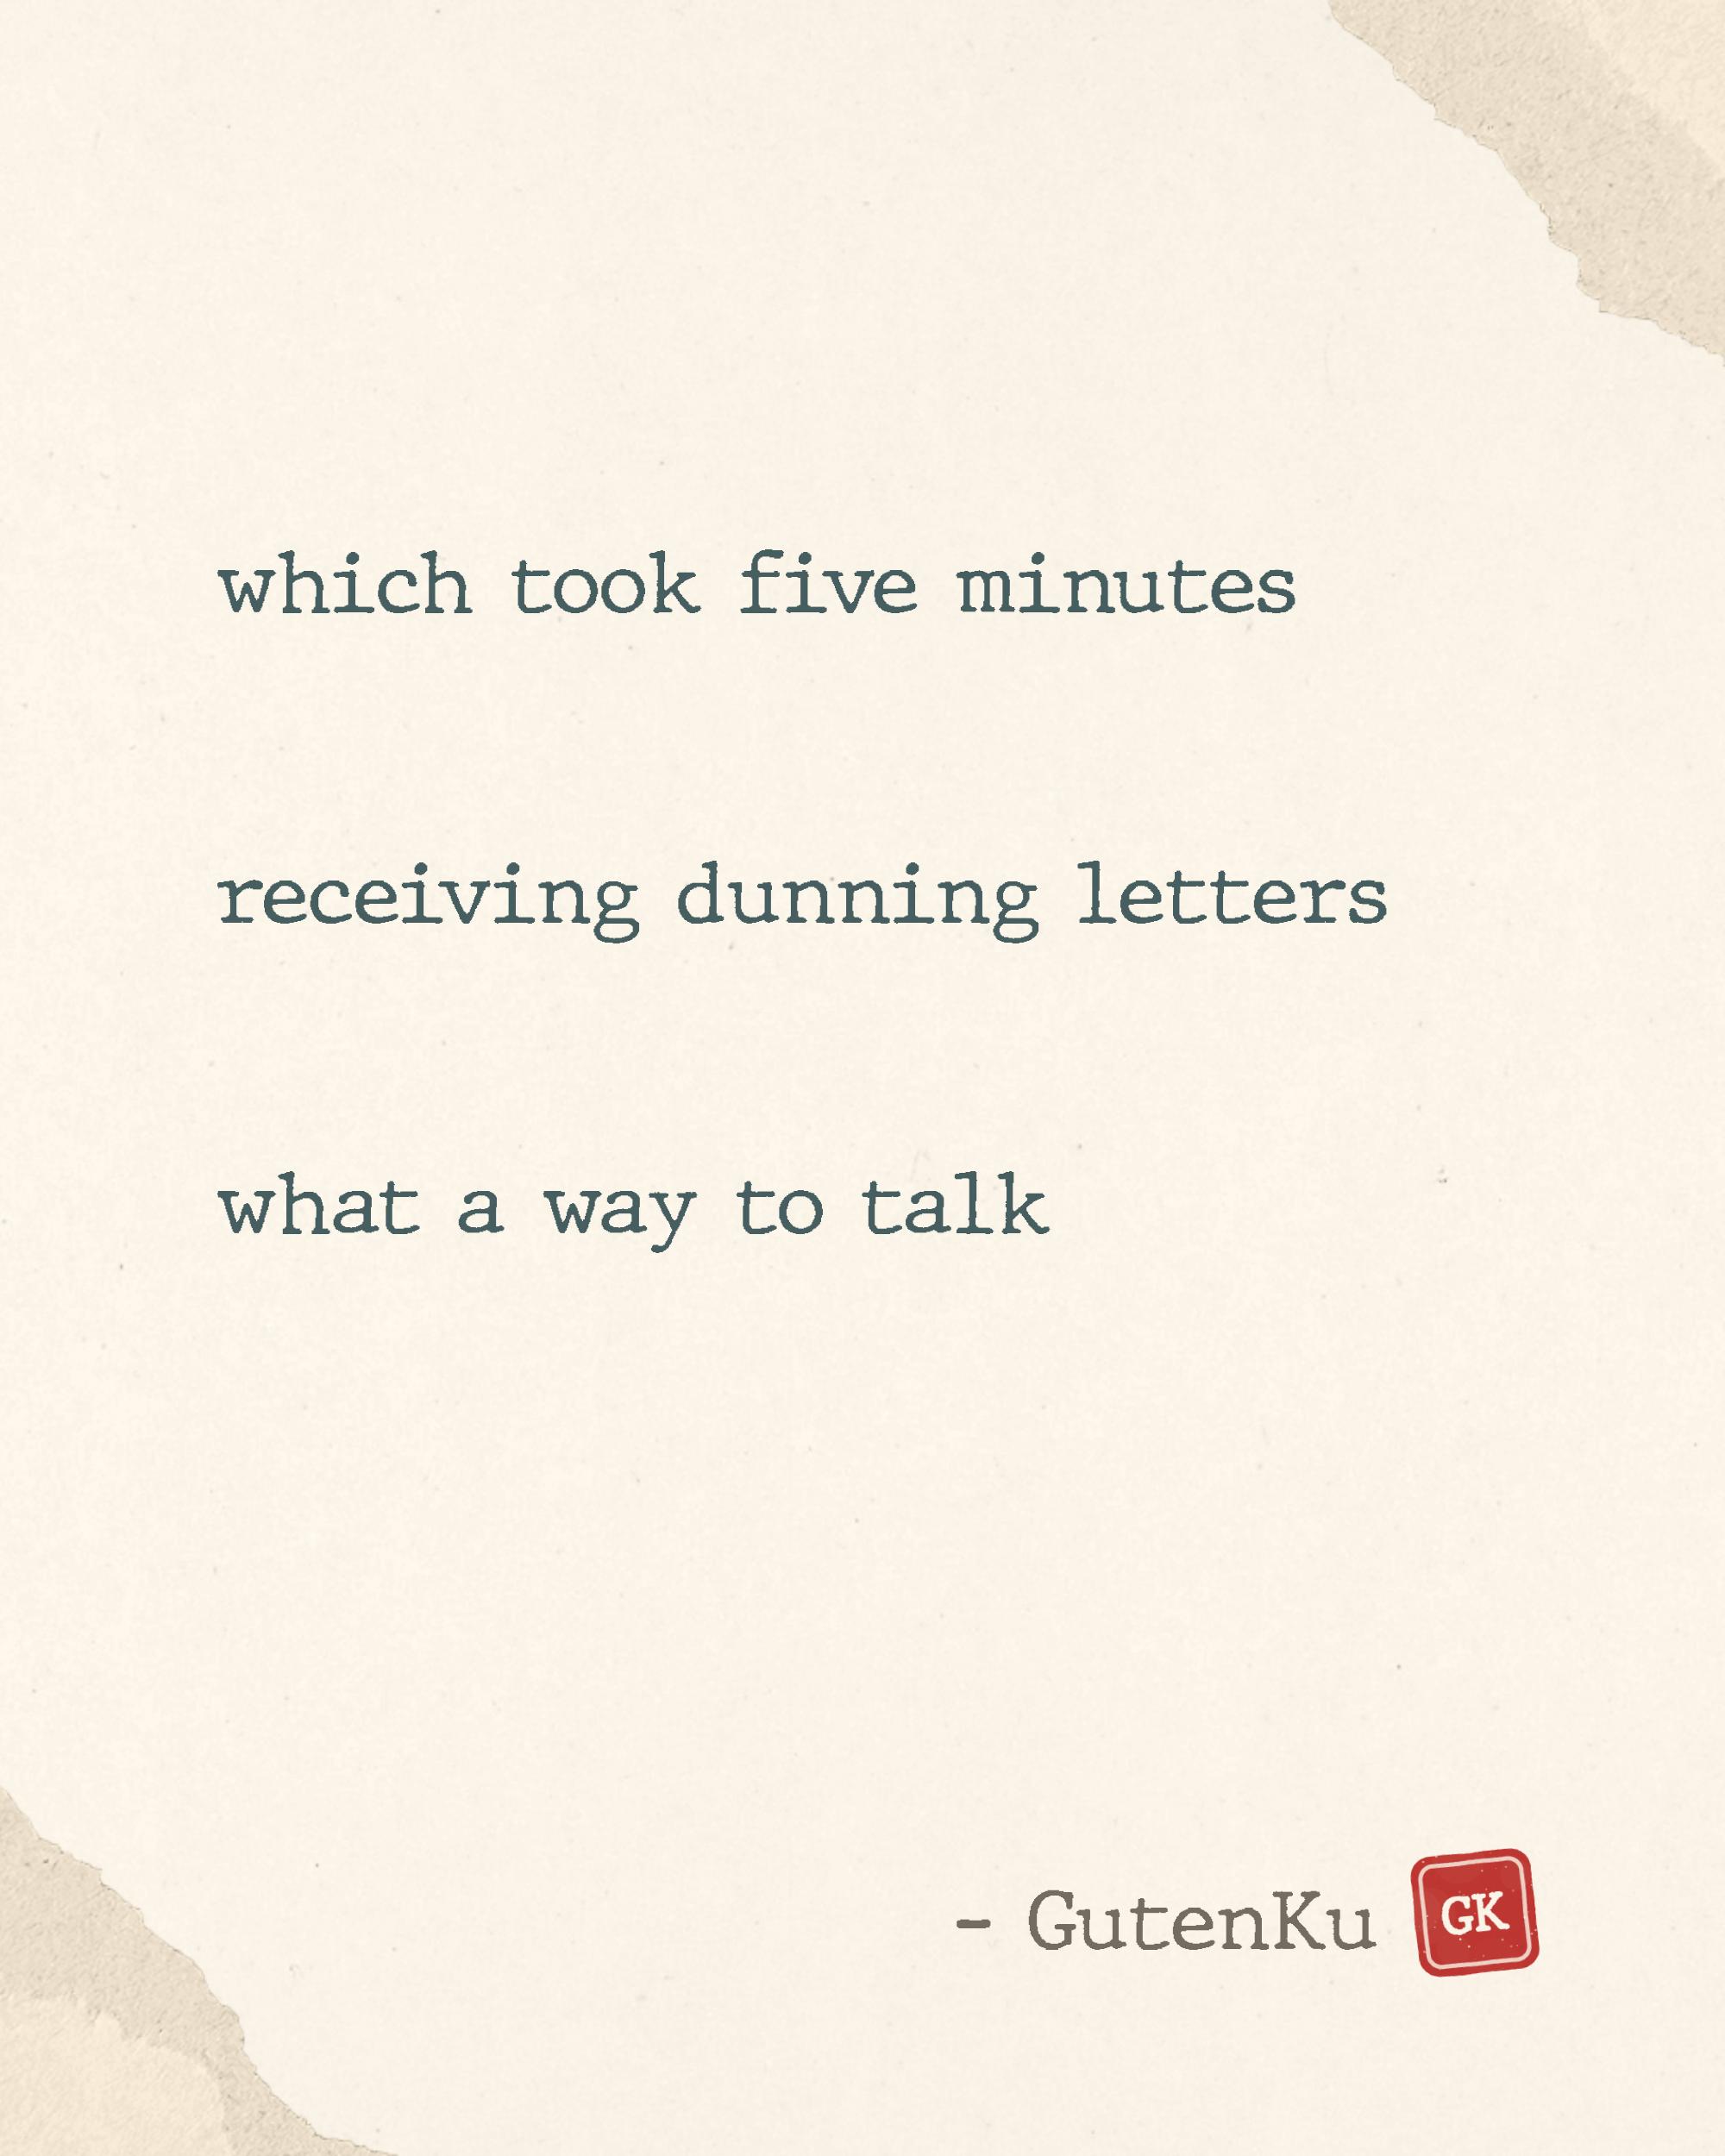 which took five minutes
receiving dunning letters
what a way to talk
- GutenKu GK